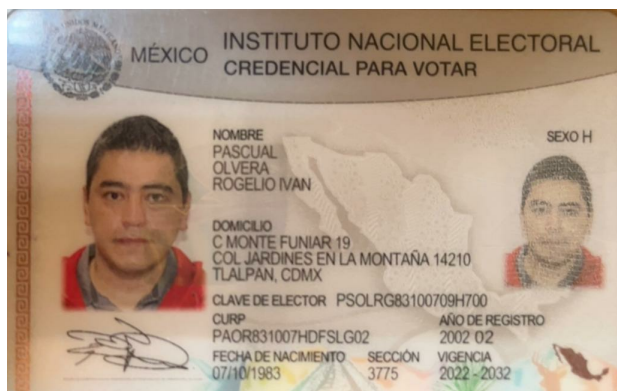 MÉXICO INSTITUTO NACIONAL ELECTORAL
CREDENCIAL PARA VOTAR
NOMBRE
PASCUAL
OLVERA
ROGELIO IVAN
SEXO H
DOMICILIO
C MONTE FUNIAR 19
COL JARDINES EN LA MONTAÑA 14210
TLALPAN, CDMX
CLAVE DE ELECTOR PSOLRG83100709H700
CURP
PAOR831007HDFSLG02
AÑO DE REGISTRO
2002 02
FECHA DE NACIMIENTO
07/10/1983
SECCIÓN
3775
VIGENCIA
2022 - 2032